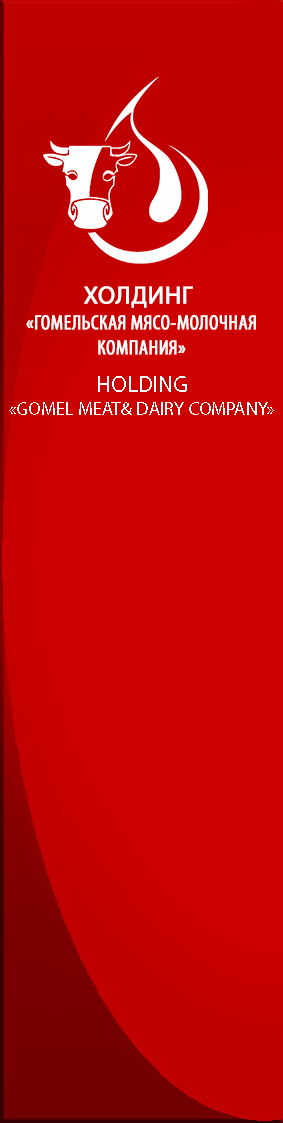 ХОЛДИНГ
«ГОМЕЛЬСКАЯ МЯСО-МОЛОЧНАЯ
КОМПАНИЯ»
HOLDING
«GOMEL MEAT& DAIRY COMPANY»